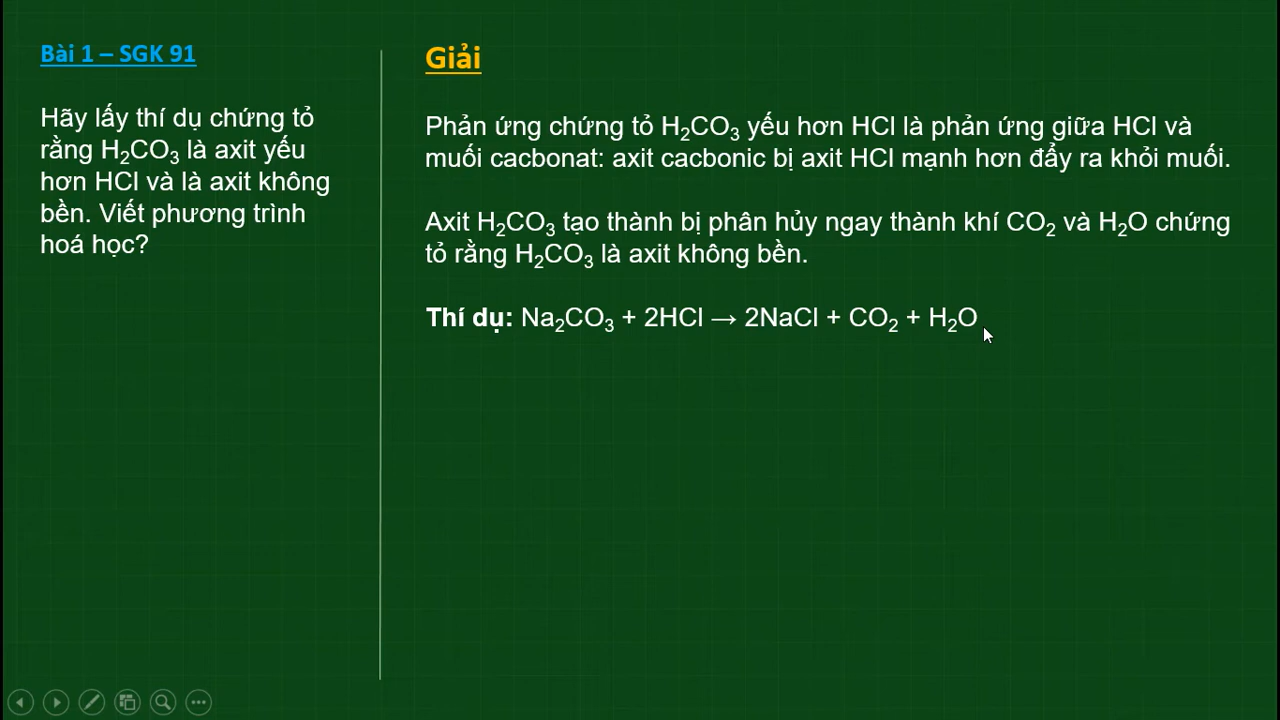 Bài 1 – SGK 91
Hãy lấy thí dụ chứng tỏ
rằng H₂CO₃ là axit yếu
hơn HCl và là axit không
bền. Viết phương trình
hoá học?
Giải
Phản ứng chứng tỏ H₂CO₃ yếu hơn HCl là phản ứng giữa HCl và
muối cacbonat: axit cacbonic bị axit HCl mạnh hơn đẩy ra khỏi muối.
Axit H₂CO₃ tạo thành bị phân hủy ngay thành khí CO₂ và H₂O chứng
tỏ rằng H₂CO₃ là axit không bền.
Thí dụ: Na₂CO₃ + 2HCl → 2NaCl + CO₂ + H₂O